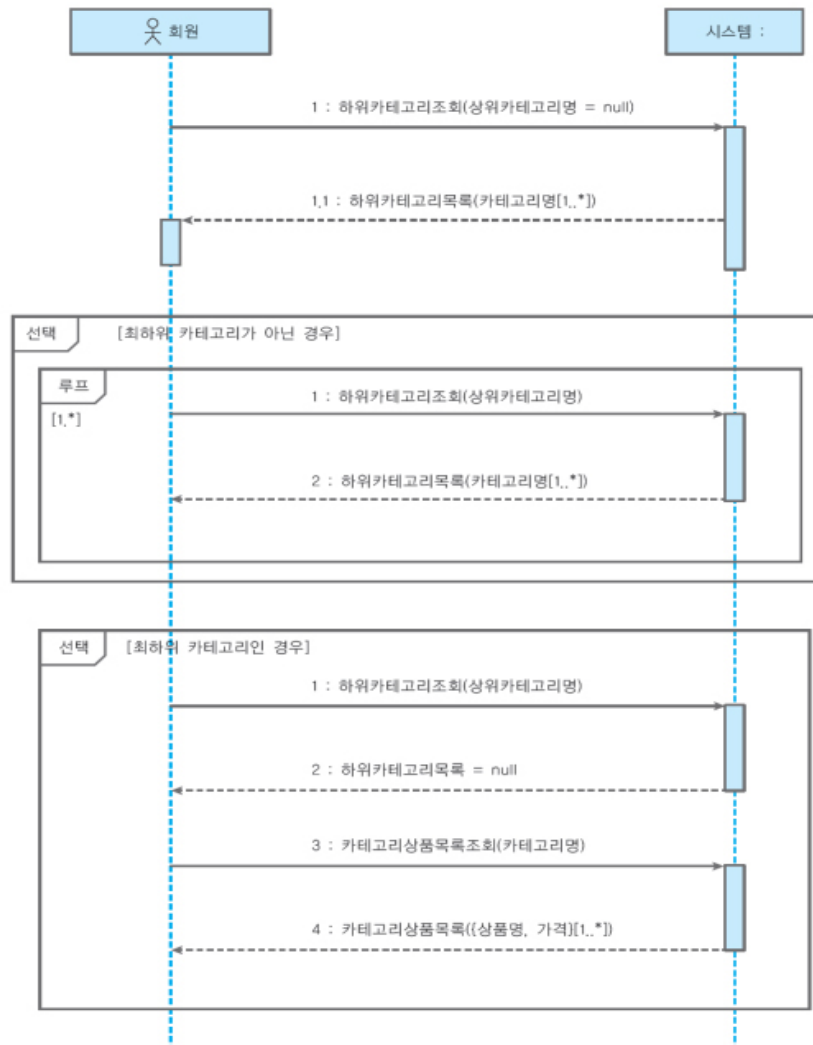 회원
시스템 :
1 : 하위카테고리조회(상위카테고리명 = null)
1.1 : 하위카테고리목록(카테고리명[1..*])
선택
[최하위 카테고리가 아닌 경우]
루프
1 : 하위카테고리조회(상위카테고리명)
[1.*]
2 : 하위카테고리목록(카테고리명[1..*])
선택
[최하위 카테고리인 경우]
1 : 하위카테고리조회(상위카테고리명)
2 : 하위카테고리목록 = null
3 : 카테고리상품목록조회(카테고리명)
4 : 카테고리상품목록({상품명, 가격}[1..*])